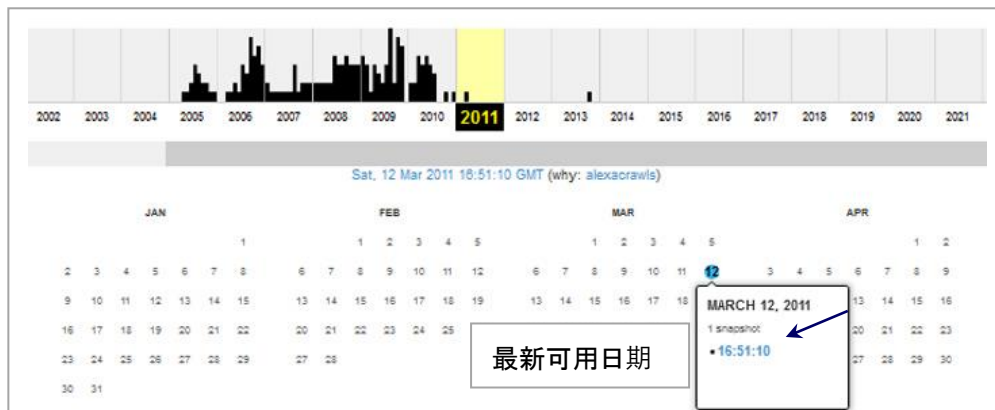 2002 2003 2004 2005 2006 2007 2008 2009 2010 2011 2012 2013 2014 2015 2016 2017 2018 2019 2020 2021
Sat, 12 Mar 2011 16:51:10 GMT (why: alexacrawls)
JAN FEB MAR APR
1 1 2 3 4 5 1 2 3 4 5 1 2
2 3 4 5 6 7 8 6 7 8 9 10 11 12 6 7 8 9 10 11 12 3 4 5 6 7 8 9
9 10 11 12 13 14 15 13 14 15 16 17 18 19 13 14 15 16 17 18 13 14 15 16
16 17 18 19 20 21 22 20 21 22 23 24 25 20 21 22 23
23 24 25 26 27 28 29 27 28 27 28 29 30
30 31
MARCH 12, 2011
1 snapshot
• 16:51:10
最新可用日期